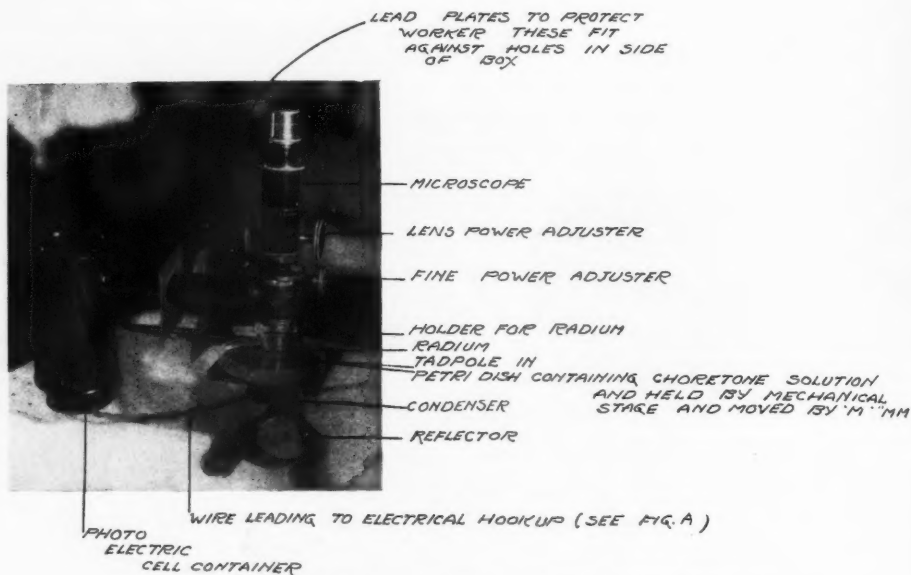 LEAD PLATES TO PROTECT
WORKER THESE FIT
AGAINST HOLES IN SIDE
OF BOX
MICROSCOPE
LENS POWER ADJUSTER
FINE POWER ADJUSTER
HOLDER FOR RADIUM
RADIUM
TADPOLE IN
PETRI DISH CONTAINING CHORETONE SOLUTION
AND HELD BY MECHANICAL
STAGE AND MOVED BY "M" "MM
CONDENSER
REFLECTOR
WIRE LEADING TO ELECTRICAL HOOKUP (SEE FIG. A)
PHOTO
ELECTRIC
CELL CONTAINER